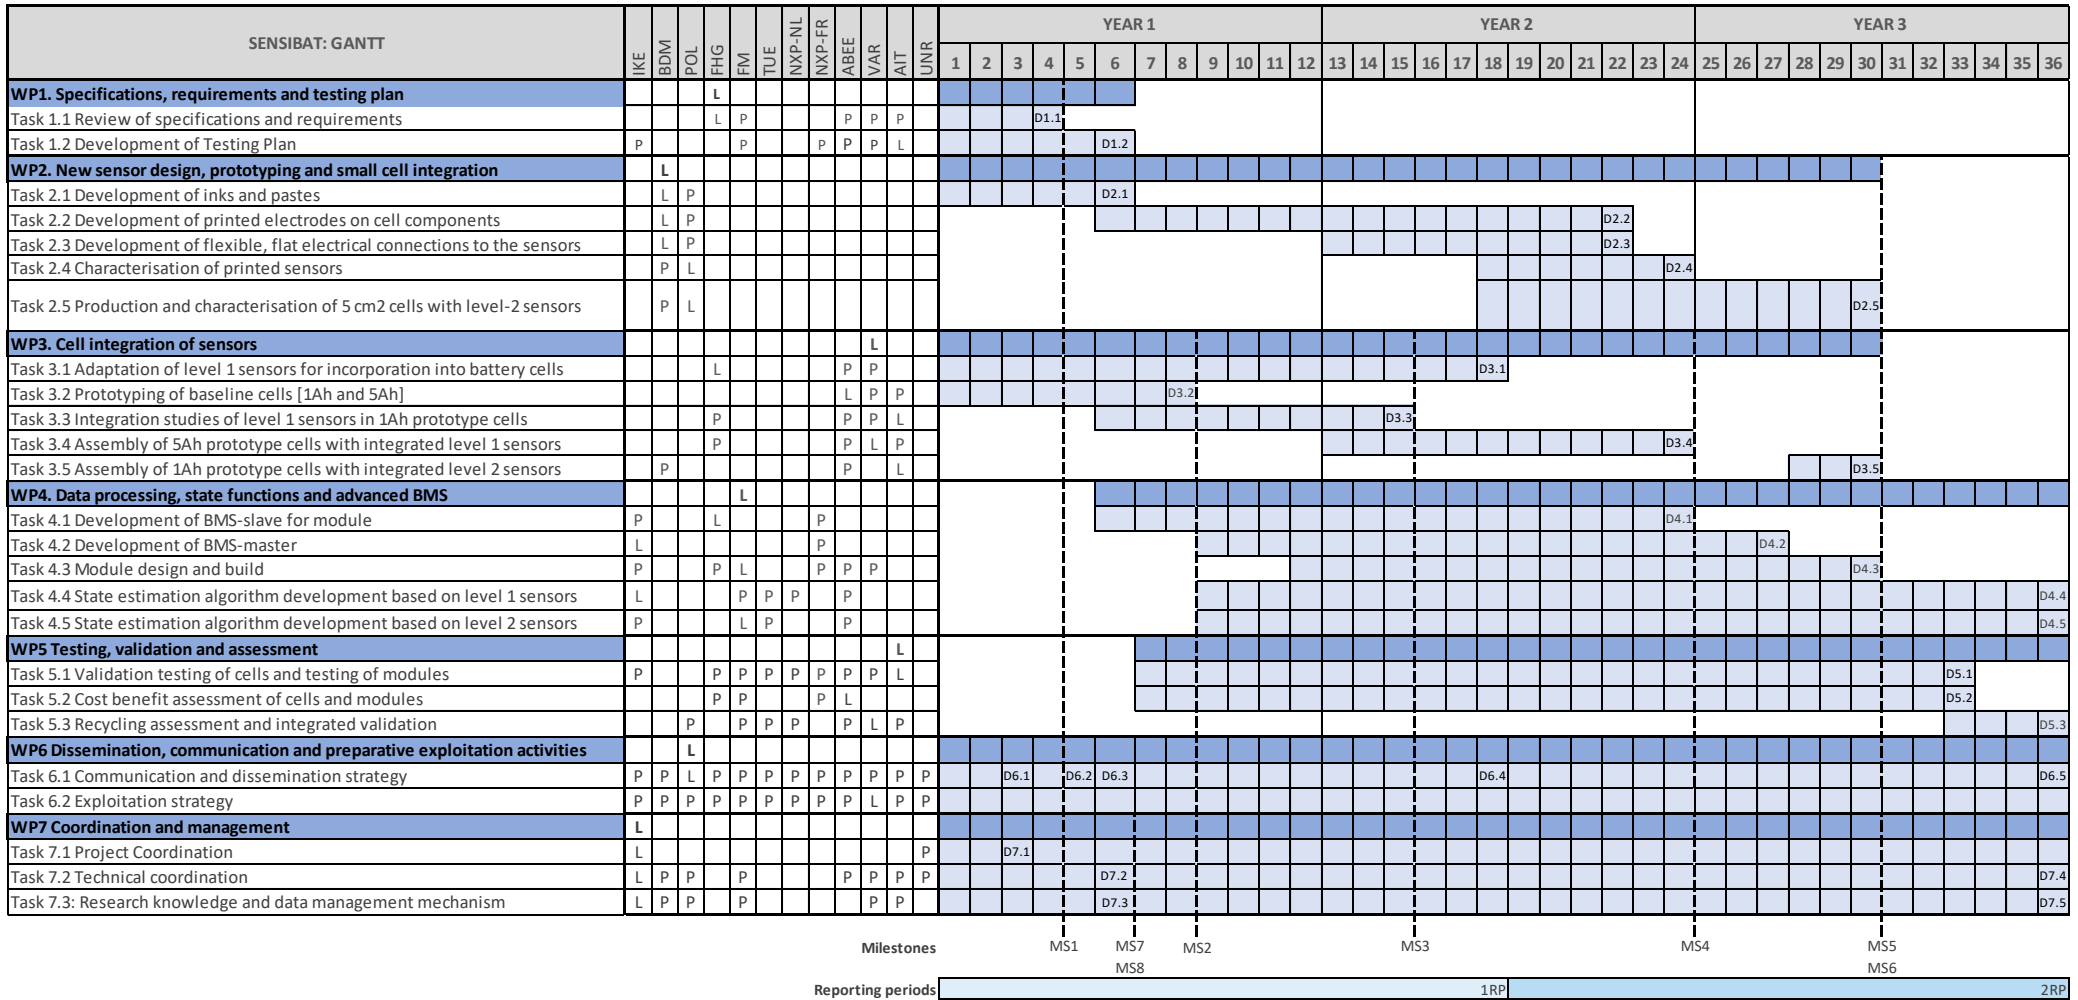 SENSIBAT: GANTT IKE BDM POL FHG FM TUE NXP-NL NXP-FR ABEE VAR AIT UNR YEAR 1 YEAR 2 YEAR 3
1 2 3 4 5 6 7 8 9 10 11 12 13 14 15 16 17 18 19 20 21 22 23 24 25 26 27 28 29 30 31 32 33 34 35 36
WP1. Specifications, requirements and testing plan L
Task 1.1 Review of specifications and requirements L P P P P D1.1
Task 1.2 Development of Testing Plan P P P P P L D1.2
WP2. New sensor design, prototyping and small cell integration L
Task 2.1 Development of inks and pastes L P D2.1
Task 2.2 Development of printed electrodes on cell components L P D2.2
Task 2.3 Development of flexible, flat electrical connections to the sensors L P D2.3
Task 2.4 Characterisation of printed sensors P L D2.4
Task 2.5 Production and characterisation of 5 cm2 cells with level-2 sensors P L D2.5
WP3. Cell integration of sensors L
Task 3.1 Adaptation of level 1 sensors for incorporation into battery cells L P P D3.1
Task 3.2 Prototyping of baseline cells [1Ah and 5Ah] L P P D3.2
Task 3.3 Integration studies of level 1 sensors in 1Ah prototype cells P P P L D3.3
Task 3.4 Assembly of 5Ah prototype cells with integrated level 1 sensors P P L P D3.4
Task 3.5 Assembly of 1Ah prototype cells with integrated level 2 sensors P P L D3.5
WP4. Data processing, state functions and advanced BMS L
Task 4.1 Development of BMS-slave for module P L P D4.1
Task 4.2 Development of BMS-master L P D4.2
Task 4.3 Module design and build P P L P P P D4.3
Task 4.4 State estimation algorithm development based on level 1 sensors L P P P P D4.4
Task 4.5 State estimation algorithm development based on level 2 sensors P L P P D4.5
WP5 Testing, validation and assessment L
Task 5.1 Validation testing of cells and testing of modules P P P P P P P P L D5.1
Task 5.2 Cost benefit assessment of cells and modules P P P L D5.2
Task 5.3 Recycling assessment and integrated validation P P P P P L P D5.3
WP6 Dissemination, communication and preparative exploitation activities L
Task 6.1 Communication and dissemination strategy P P L P P P P P P P P P D6.1 D6.2 D6.3 D6.4 D6.5
Task 6.2 Exploitation strategy P P P P P P P P P L P P
WP7 Coordination and management L
Task 7.1 Project Coordination L P D7.1
Task 7.2 Technical coordination L P P P P P P P D7.2 D7.4
Task 7.3: Research knowledge and data management mechanism L P P P P P D7.3 D7.5
Milestones MS1 MS7 MS2 MS3 MS4 MS5
MS8 MS6
Reporting periods 1RP 2RP